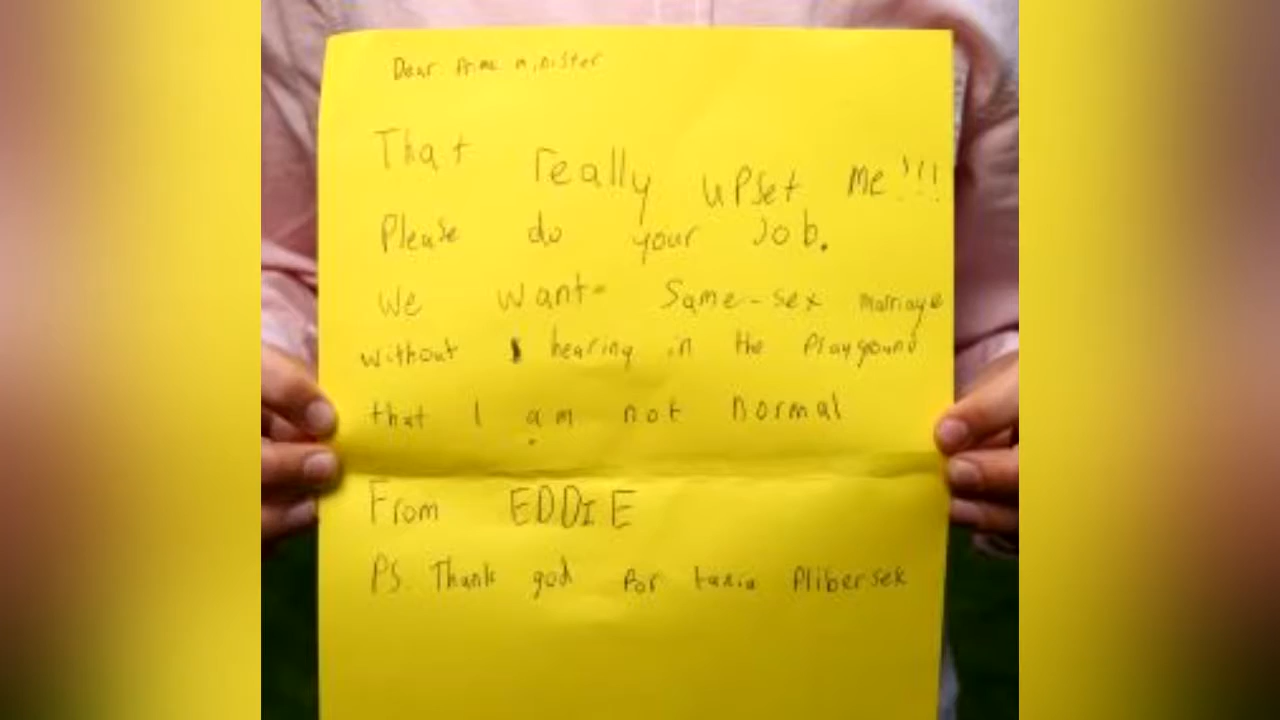 Dear Prime minister
That really upset me!!!
Please do your Job.
We want same-sex marriage
without hearing in the Playgound
that I am not normal
From EDDIE
PS. Thank god for tania Plibersek